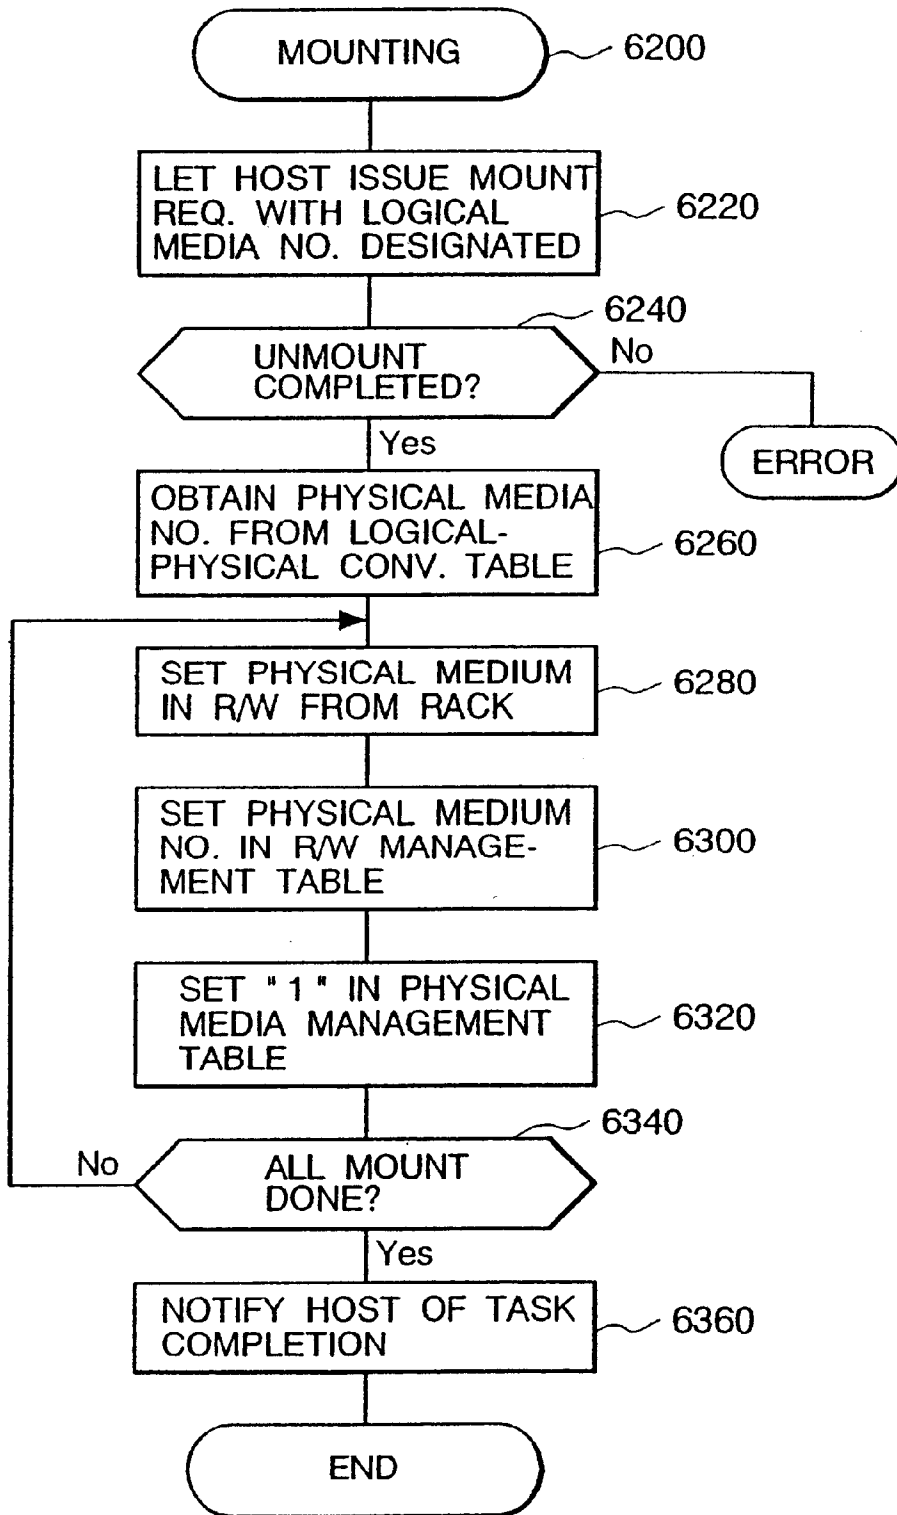 MOUNTING
6200
LET HOST ISSUE MOUNT
REQ. WITH LOGICAL
MEDIA NO. DESIGNATED
6220
6240
UNMOUNT
COMPLETED?
No
Yes
ERROR
OBTAIN PHYSICAL MEDIA
NO. FROM LOGICAL-
PHYSICAL CONV. TABLE
6260
SET PHYSICAL MEDIUM
IN R/W FROM RACK
6280
SET PHYSICAL MEDIUM
NO. IN R/W MANAGE-
MENT TABLE
6300
SET "1" IN PHYSICAL
MEDIA MANAGEMENT
TABLE
6320
6340
No
ALL MOUNT
DONE?
Yes
NOTIFY HOST OF TASK
COMPLETION
6360
END